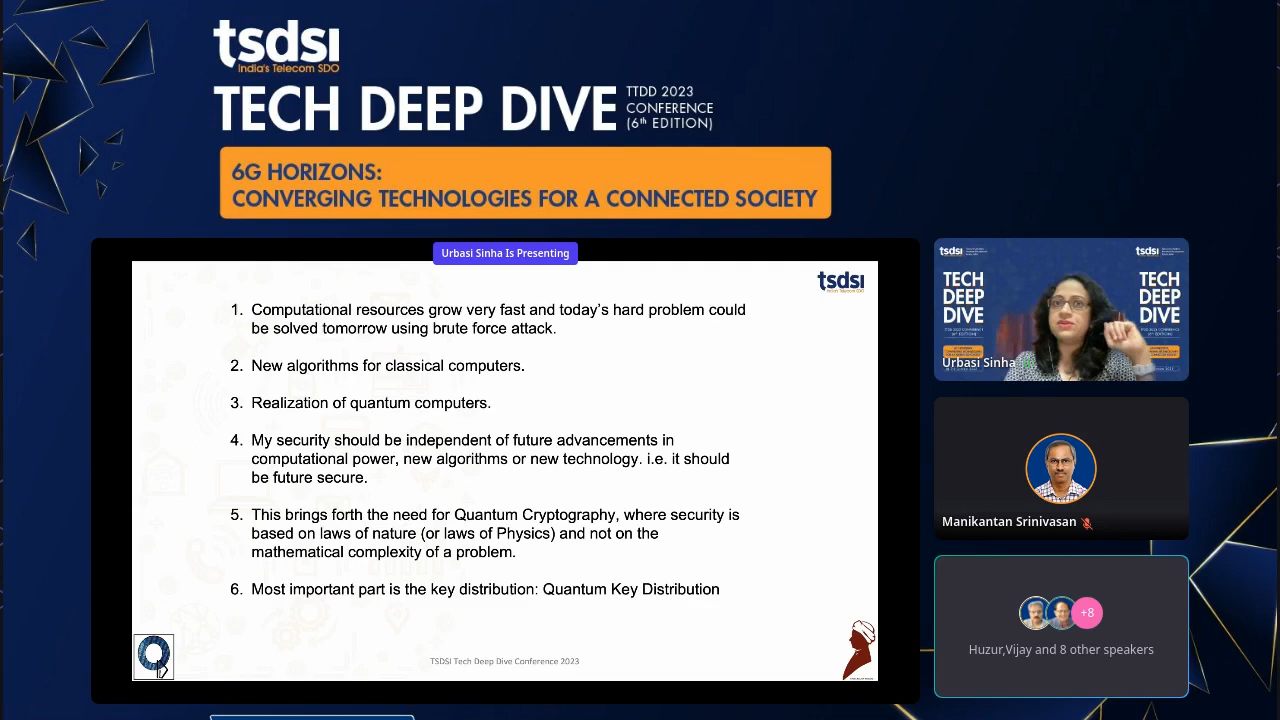 tsdsi
India's Telecom SDO
TECH DEEP DIVE
TTDD 2023
CONFERENCE
(6th EDITION)
6G HORIZONS:
CONVERGING TECHNOLOGIES FOR A CONNECTED SOCIETY
Urbasi Sinha Is Presenting
tsdsi
India's Telecom SDO
1. Computational resources grow very fast and today's hard problem could
be solved tomorrow using brute force attack.
2. New algorithms for classical computers.
3. Realization of quantum computers.
4. My security should be independent of future advancements in
computational power, new algorithms or new technology. i.e. it should
be future secure.
5. This brings forth the need for Quantum Cryptography, where security is
based on laws of nature (or laws of Physics) and not on the
mathematical complexity of a problem.
6. Most important part is the key distribution: Quantum Key Distribution
TSDSI Tech Deep Dive Conference 2023
tsdsi
TECH
DEEP
DIVE
tsdsi
TECH
DEEP
DIVE
Urbasi Sinha
Manikantan Srinivasan
+8
Huzur,Vijay and 8 other speakers